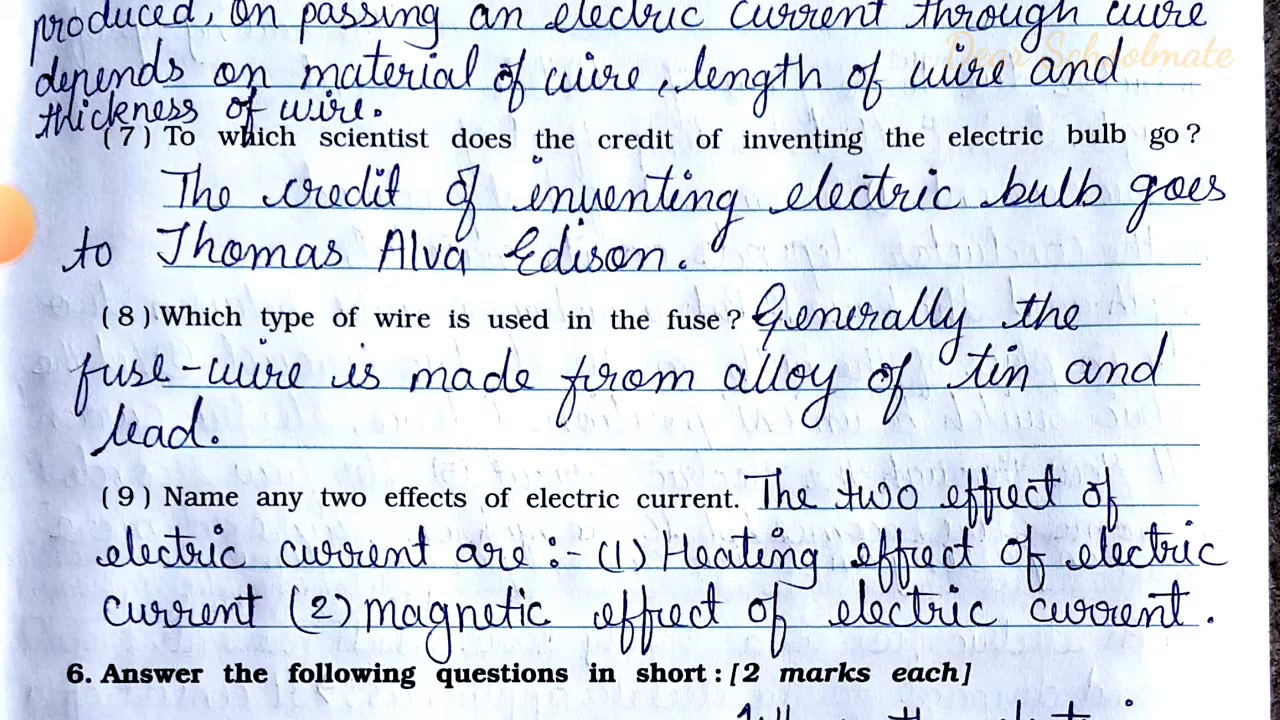 produced, on passing an electric current through wire
Dear Schoolmate
depends on material of wire, length of wire and
thickness of wire.
(7) To which scientist does the credit of inventing the electric bulb go?
The credit of inventing electric bulb goes
to Thomas Alva Edison.
(8) Which type of wire is used in the fuse? Generally the
fuse-wire is made from alloy of tin and
lead.
(9) Name any two effects of electric current. The two effect of
electric current are :- (1) Heating effect of electric
current (2) magnetic effect of electric current.
6. Answer the following questions in short : [2 marks each]